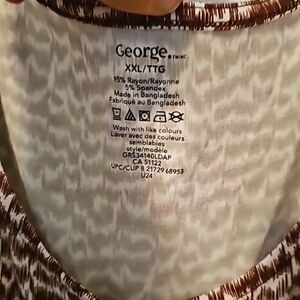 George.
XXL/TTG
95% Rayon/Rayonne
5% Spandex
Made in Bangladesh
Fabriqué au Bangladesh
Wash with like colours
Laver avec des couleurs
semblables
style/modèle
GRS34140LDAP
CA 51122
UPC/CUP 8 21729 68953
U24